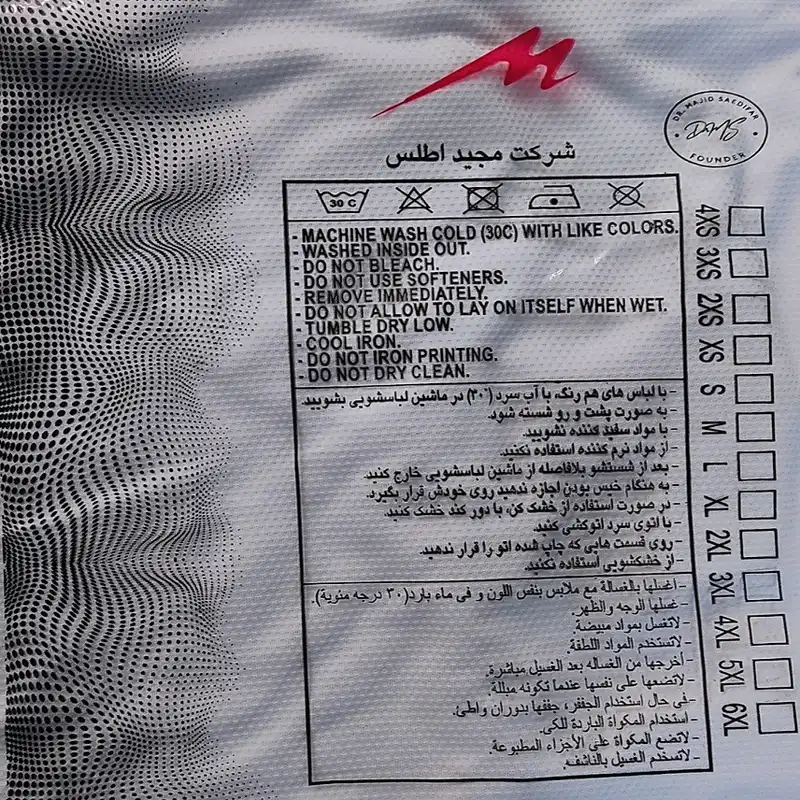 شرکت مجید اطلس
DR. MAJID SAEDIFAR
DMS
FOUNDER
30 C
- MACHINE WASH COLD (30C) WITH LIKE COLORS.
- WASHED INSIDE OUT.
- DO NOT BLEACH.
- DO NOT USE SOFTENERS.
- REMOVE IMMEDIATELY.
- DO NOT ALLOW TO LAY ON ITSELF WHEN WET.
- TUMBLE DRY LOW.
- COOL IRON.
- DO NOT IRON PRINTING.
- DO NOT DRY CLEAN.
- با لباس های هم رنگ، با آب سرد (۳۰°) در ماشین لباسشویی بشویید.
- به صورت پشت و رو شسته شود.
- با مواد سفید کننده نشویید.
- از مواد نرم کننده استفاده نکنید.
- بعد از شستشو بلافاصله از ماشین لباسشویی خارج کنید.
- به هنگام خیس بودن اجازه ندهید روی خودش قرار بگیرد.
- در صورت استفاده از خشک کن، با دور کند خشک کنید.
- با اتوی سرد اتوکشی کنید.
- روی قسمت هایی که چاپ شده اتو را قرار ندهید.
- از خشکشویی استفاده نکنید.
- اغسلها بالغسالة مع ملابس بنفس اللون و في ماء بارد(۳۰ درجه مئوية).
- غسلها الوجه والظهر.
- لاتغسل بمواد مبيضة.
- لاتستخدم المواد اللطفة
- أخرجها من الغساله بعد الغسيل مباشرة.
- لاتضعها على نفسها عندما تكونه مبللة.
- في حال استخدام الجفف، جففها بدوران واطئ.
- استخدام المكواة الباردة للكي.
- لاتضع المكواة على الأجزاء المطبوعة.
- لاتسخدم الغسيل بالناشف.
4XS
3XS
2XS
XS
S
M
L
XL
2XL
3XL
4XL
5XL
6XL